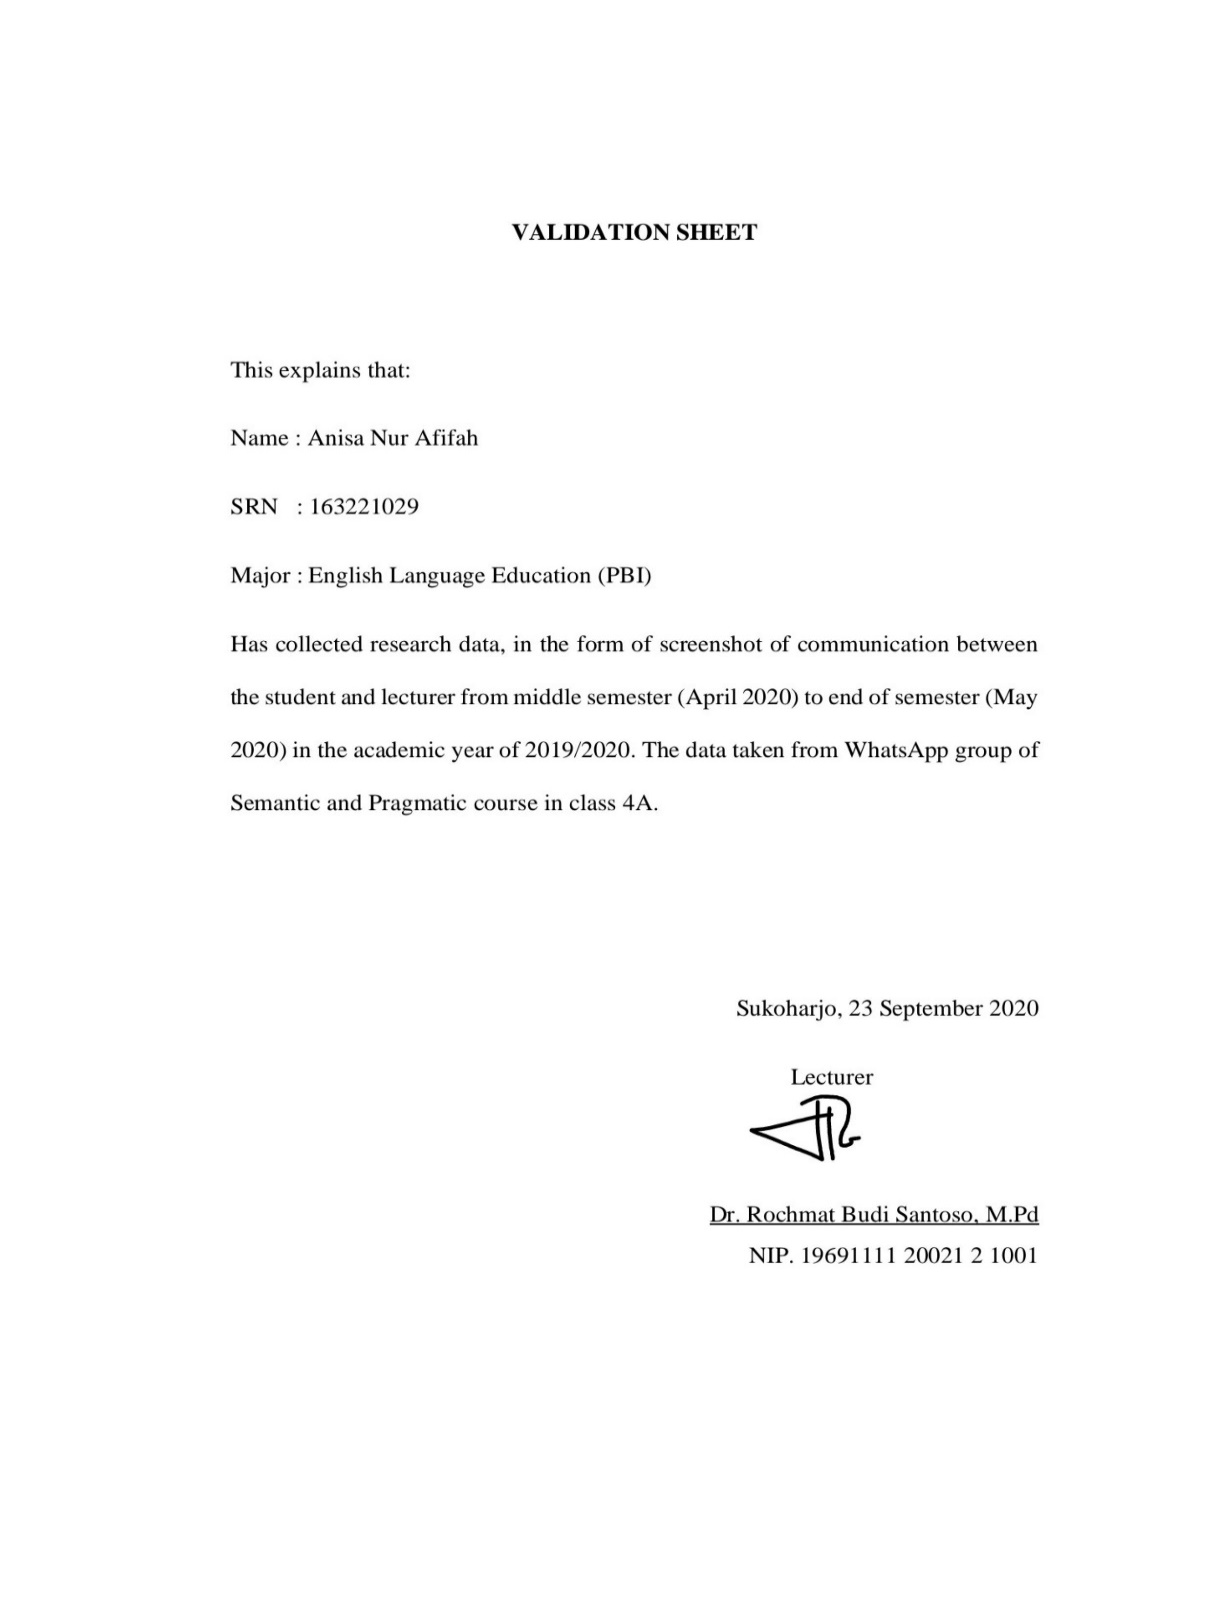 VALIDATION SHEET
This explains that:
Name : Anisa Nur Afifah
SRN : 163221029
Major : English Language Education (PBI)
Has collected research data, in the form of screenshot of communication between
the student and lecturer from middle semester (April 2020) to end of semester (May
2020) in the academic year of 2019/2020. The data taken from WhatsApp group of
Semantic and Pragmatic course in class 4A.
Sukoharjo, 23 September 2020
Lecturer
Dr. Rochmat Budi Santoso, M.Pd
NIP. 19691111 20021 2 1001